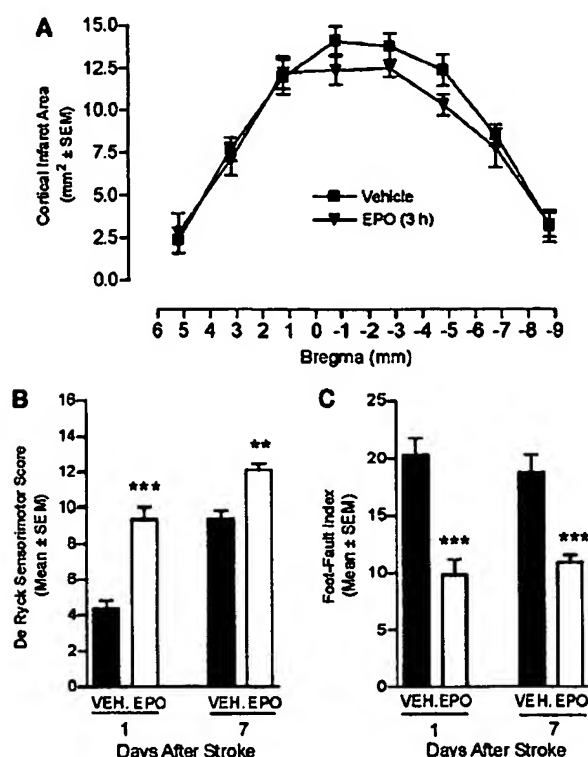 A
Cortical Infarct Area
(mm² ± SEM)
15.0
12.5
10.0
7.5
5.0
2.5
0.0
Vehicle
EPO (3 h)
6 5 4 3 2 1 0 -1 -2 -3 -4 -5 -6 -7 -8 -9
Bregma (mm)
B
De Ryck Sensorimotor Score
(Mean ± SEM)
16
14
12
10
8
6
4
2
0
***
**
VEH. EPO VEH. EPO
1 7
Days After Stroke
C
Foot-Fault Index
(Mean ± SEM)
25
20
15
10
5
0
***
***
VEH. EPO VEH. EPO
1 7
Days After Stroke